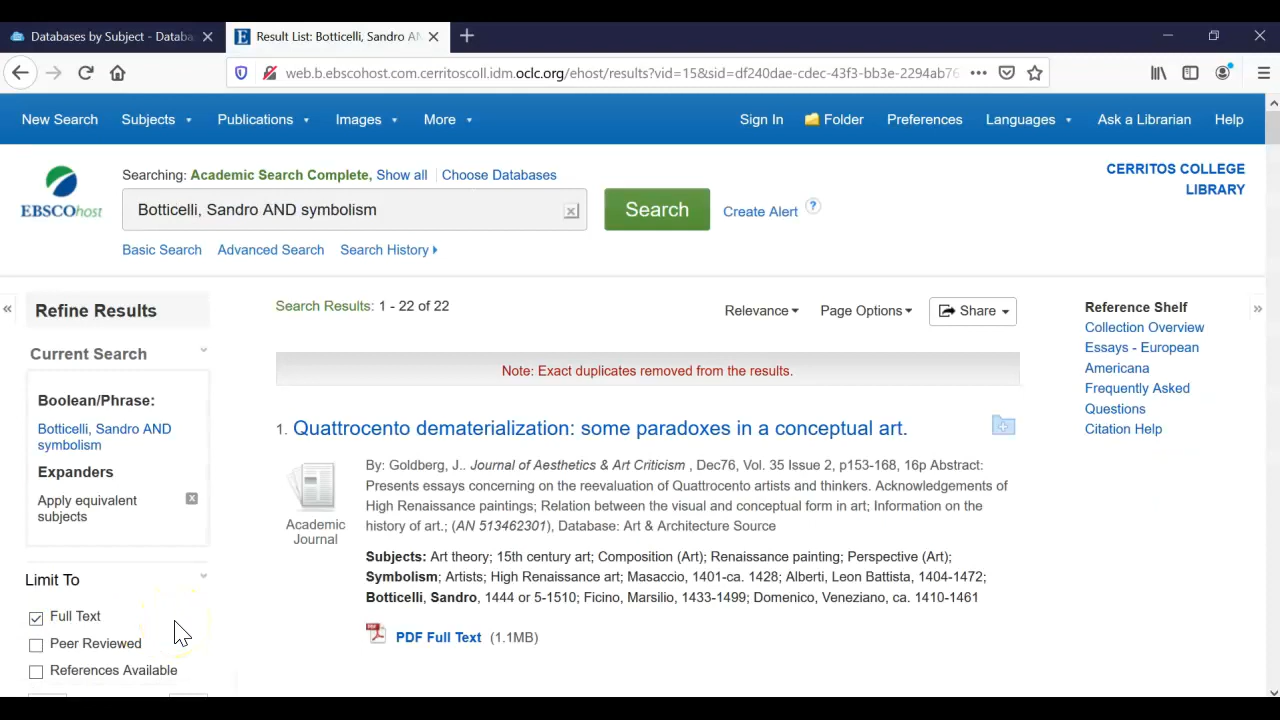 Databases by Subject - Databa
Result List: Botticelli, Sandro AN
web.b.ebscohost.com.cerritoscoll.idm.oclc.org/ehost/results?vid=15&sid=df240dae-cdec-43f3-bb3e-2294ab76
New Search Subjects Publications Images More Sign In Folder Preferences Languages Ask a Librarian Help
EBSCOhost
Searching: Academic Search Complete, Show all Choose Databases
Botticelli, Sandro AND symbolism
Search
Create Alert ?
Basic Search Advanced Search Search History
CERRITOS COLLEGE
LIBRARY
« Refine Results
Current Search
Boolean/Phrase:
Botticelli, Sandro AND
symbolism
Expanders
Apply equivalent
subjects
Limit To
Full Text
Peer Reviewed
References Available
Search Results: 1 - 22 of 22
Relevance Page Options Share
Note: Exact duplicates removed from the results.
1. Quattrocento dematerialization: some paradoxes in a conceptual art.
Academic
Journal
By: Goldberg, J.. Journal of Aesthetics & Art Criticism , Dec76, Vol. 35 Issue 2, p153-168, 16p Abstract:
Presents essays concerning on the reevaluation of Quattrocento artists and thinkers. Acknowledgements of
High Renaissance paintings; Relation between the visual and conceptual form in art; Information on the
history of art.; (AN 513462301), Database: Art & Architecture Source
Subjects: Art theory; 15th century art; Composition (Art); Renaissance painting; Perspective (Art);
Symbolism; Artists; High Renaissance art; Masaccio, 1401-ca. 1428; Alberti, Leon Battista, 1404-1472;
Botticelli, Sandro, 1444 or 5-1510; Ficino, Marsilio, 1433-1499; Domenico, Veneziano, ca. 1410-1461
PDF Full Text (1.1MB)
Reference Shelf »
Collection Overview
Essays - European
Americana
Frequently Asked
Questions
Citation Help